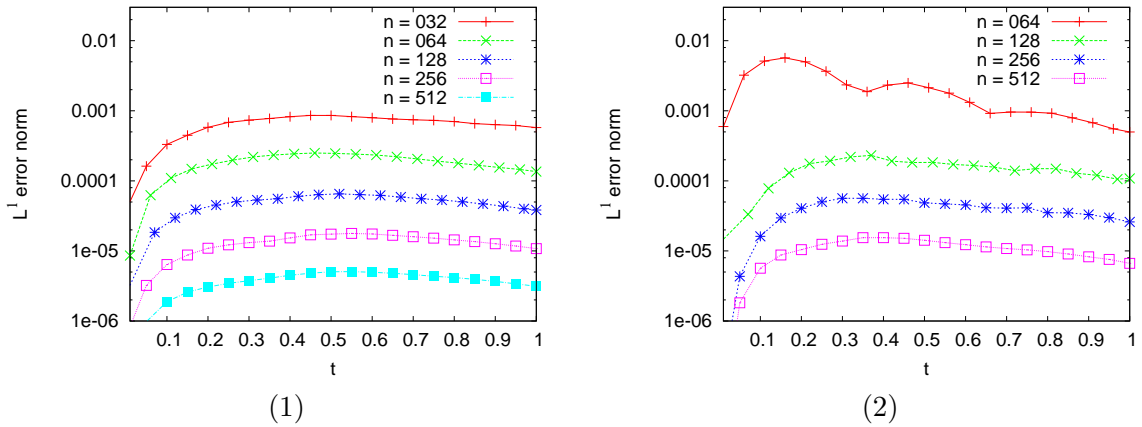 L¹ error norm
0.01
0.001
0.0001
1e-05
1e-06
n = 032
n = 064
n = 128
n = 256
n = 512
0.1 0.2 0.3 0.4 0.5 0.6 0.7 0.8 0.9 1
t
(1)
L¹ error norm
0.01
0.001
0.0001
1e-05
1e-06
n = 064
n = 128
n = 256
n = 512
0.1 0.2 0.3 0.4 0.5 0.6 0.7 0.8 0.9 1
t
(2)